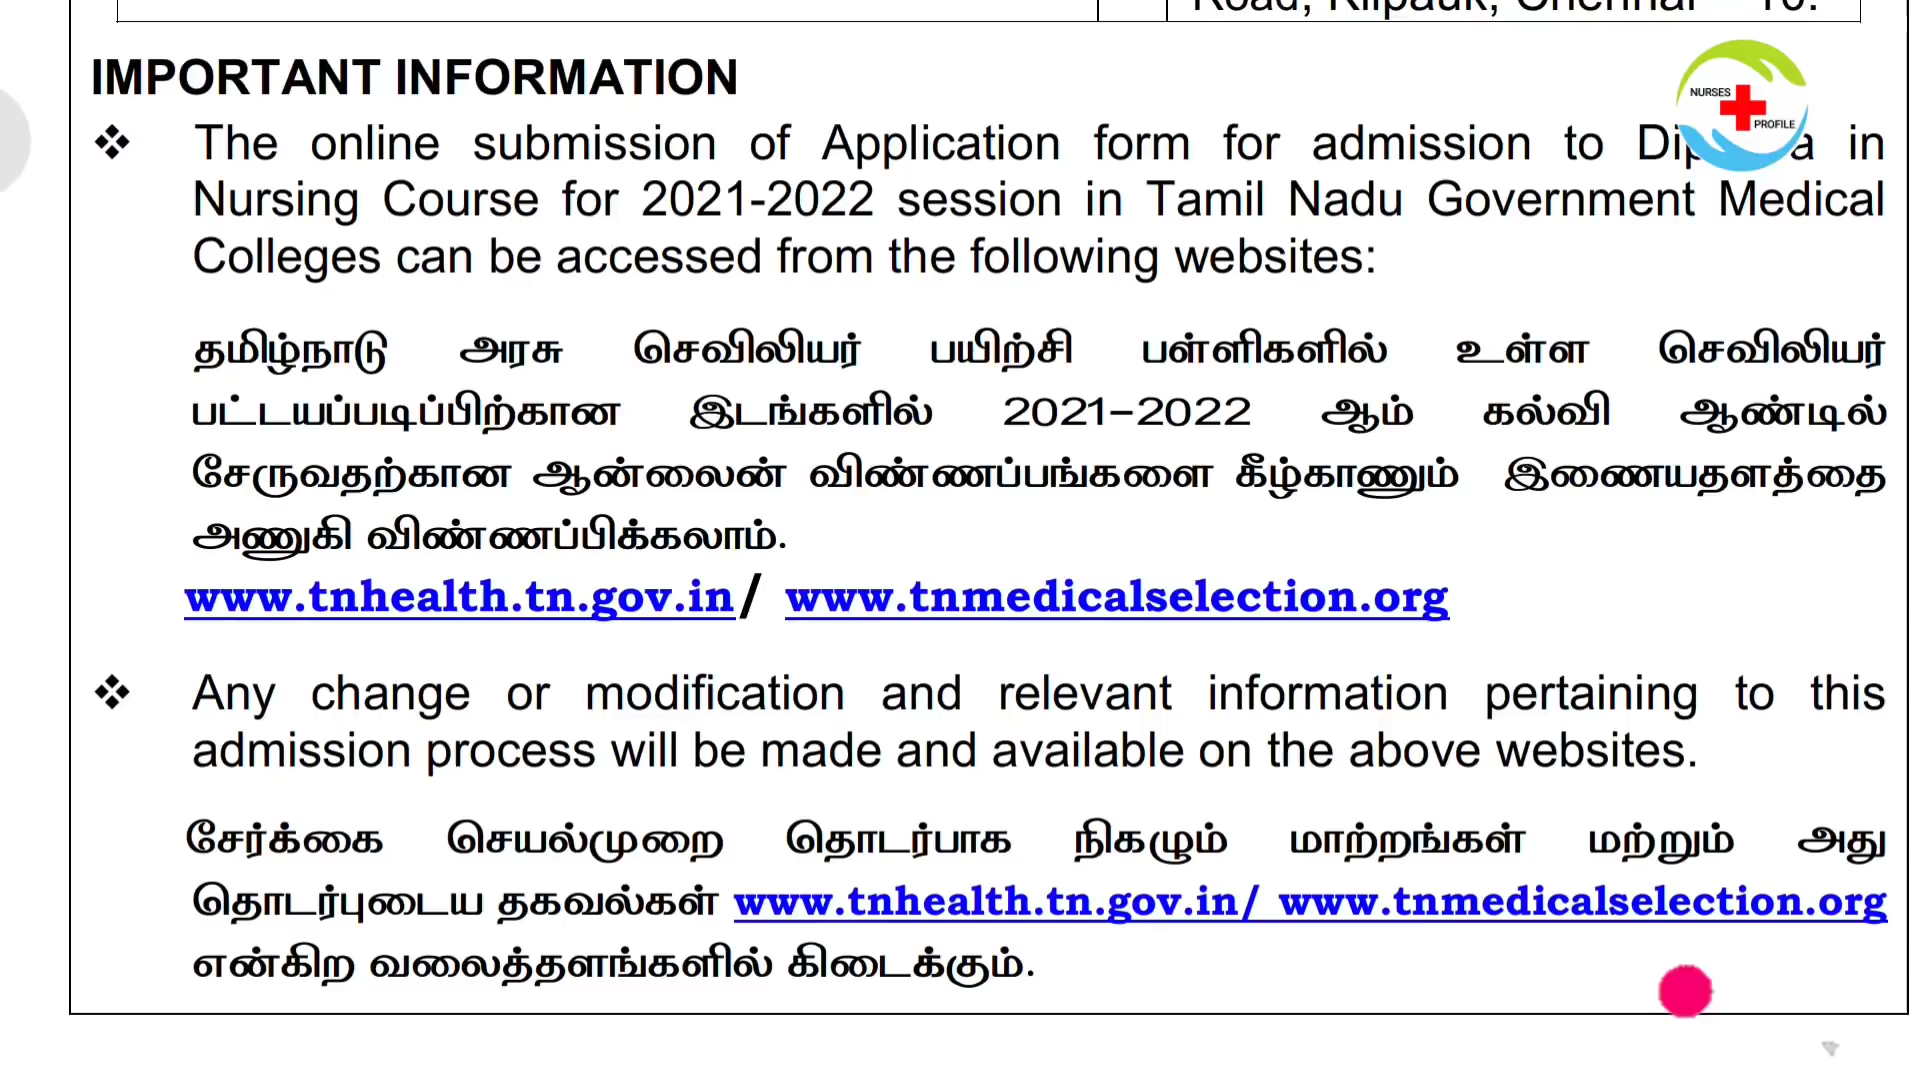 IMPORTANT INFORMATION
NURSES
PROFILE
❖ The online submission of Application form for admission to in
Nursing Course for 2021-2022 session in Tamil Nadu Government Medical
Colleges can be accessed from the following websites:
தமிழ்நாடு அரசு செவிலியர் பயிற்சி பள்ளிகளில் உள்ள செவிலியர்
பட்டயப்படிப்பிற்கான இடங்களில் 2021–2022 ஆம் கல்வி ஆண்டில்
சேருவதற்கான ஆன்லைன் விண்ணப்பங்களை கீழ்காணும் இணையதளத்தை
அணுகி விண்ணப்பிக்கலாம்.
www.tnhealth.tn.gov.in/ www.tnmedicalselection.org
❖ Any change or modification and relevant information pertaining to this
admission process will be made and available on the above websites.
சேர்க்கை செயல்முறை தொடர்பாக நிகழும் மாற்றங்கள் மற்றும் அது
தொடர்புடைய தகவல்கள் www.tnhealth.tn.gov.in/ www.tnmedicalselection.org
என்கிற வலைத்தளங்களில் கிடைக்கும்.